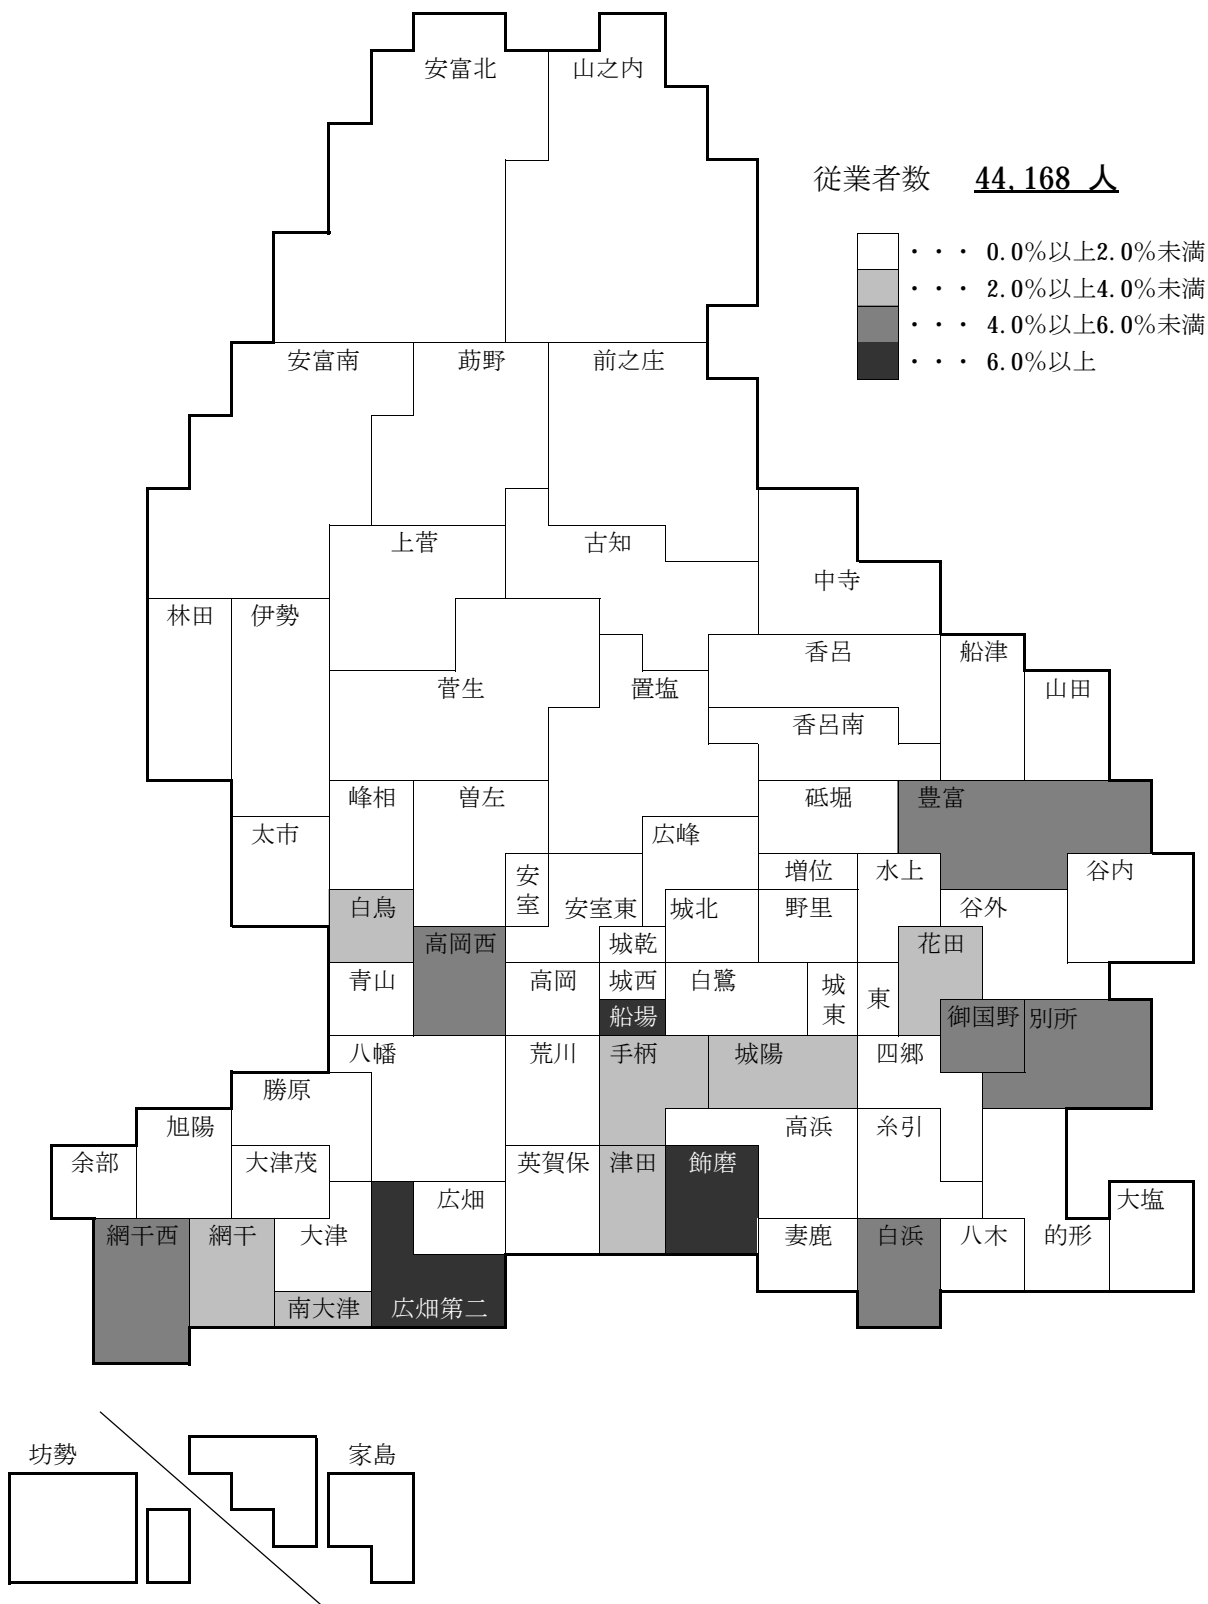 安富北
山之内
従業者数 44,168 人
・・・ 0.0%以上2.0%未満
・・・ 2.0%以上4.0%未満
・・・ 4.0%以上6.0%未満
・・・ 6.0%以上
安富南
莇野
前之庄
上菅
古知
中寺
林田
伊勢
香呂
船津
菅生
置塩
山田
香呂南
峰相
曽左
砥堀
豊富
太市
広峰
安室
増位
水上
谷内
白鳥
安室東
城北
野里
谷外
高岡西
城乾
花田
青山
高岡
城西
白鷺
城東
東
船場
御国野
別所
八幡
荒川
手柄
城陽
四郷
勝原
旭陽
高浜
糸引
余部
大津茂
英賀保
津田
飾磨
広畑
大塩
網干西
網干
大津
妻鹿
白浜
八木
的形
南大津
広畑第二
坊勢
家島